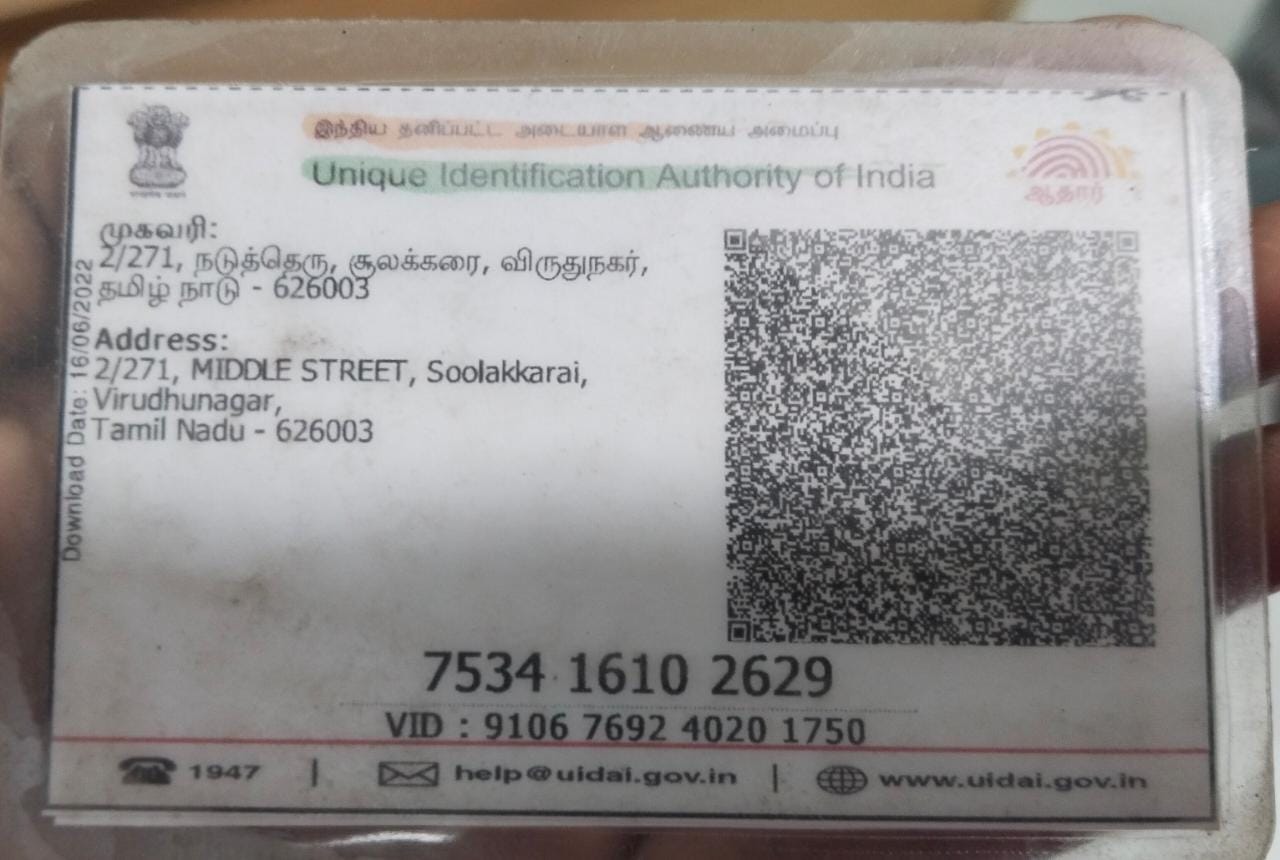 இந்திய தனிப்பட்ட அடையாள ஆணைய அமைப்பு
Unique Identification Authority of India
ஆதார்
முகவரி:
2/271, நடுத்தெரு, சூலக்கரை, விருதுநகர்,
தமிழ் நாடு - 626003
Address:
2/271, MIDDLE STREET, Soolakkarai,
Virudhunagar,
Tamil Nadu - 626003
Download Date: 16/06/2022
7534 1610 2629
VID : 9106 7692 4020 1750
1947 | help@uidai.gov.in | www.uidai.gov.in